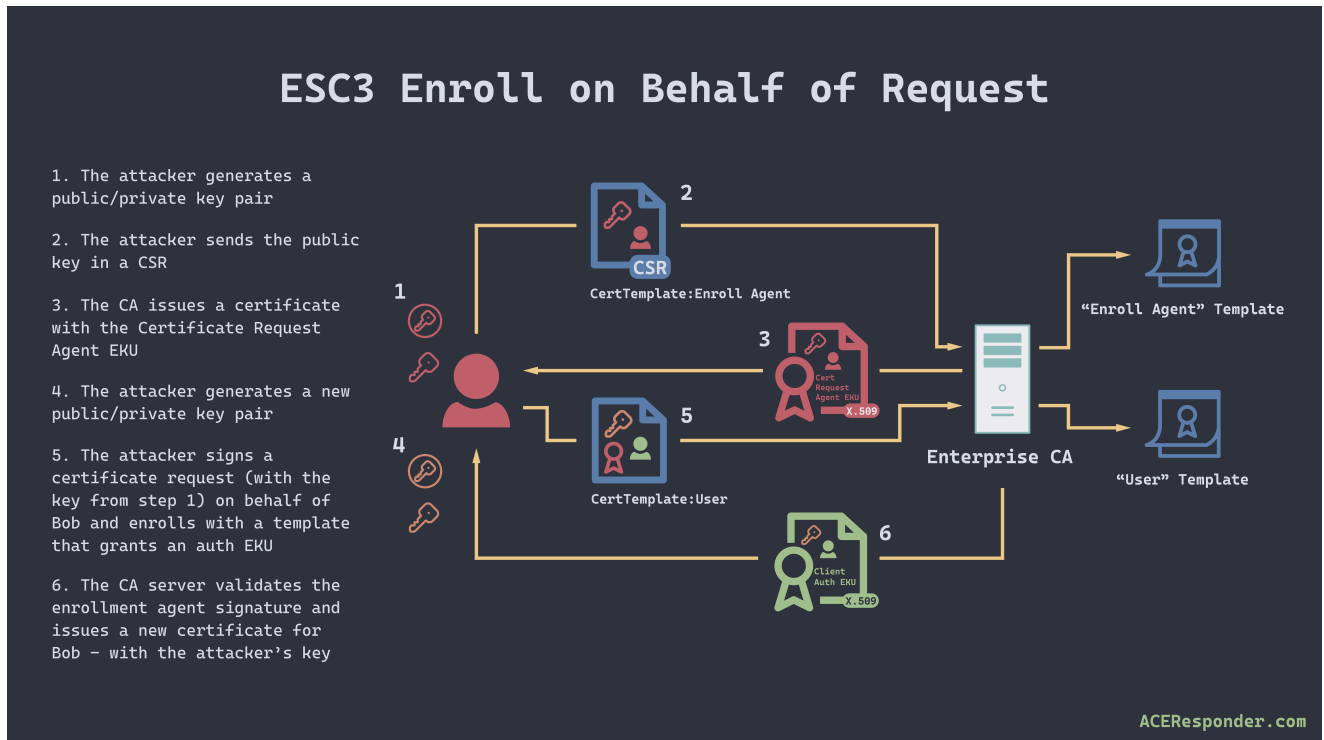 ESC3 Enroll on Behalf of Request
1. The attacker generates a
public/private key pair
2. The attacker sends the public
key in a CSR
3. The CA issues a certificate
with the Certificate Request
Agent EKU
4. The attacker generates a new
public/private key pair
5. The attacker signs a
certificate request (with the
key from step 1) on behalf of
Bob and enrolls with a template
that grants an auth EKU
6. The CA server validates the
enrollment agent signature and
issues a new certificate for
Bob – with the attacker’s key
2
CSR
CertTemplate:Enroll Agent
1
3
Cert
Request
Agent EKU
X.509
4
5
CertTemplate:User
6
Client
Auth EKU
X.509
Enterprise CA
“Enroll Agent” Template
“User” Template
ACEResponder.com